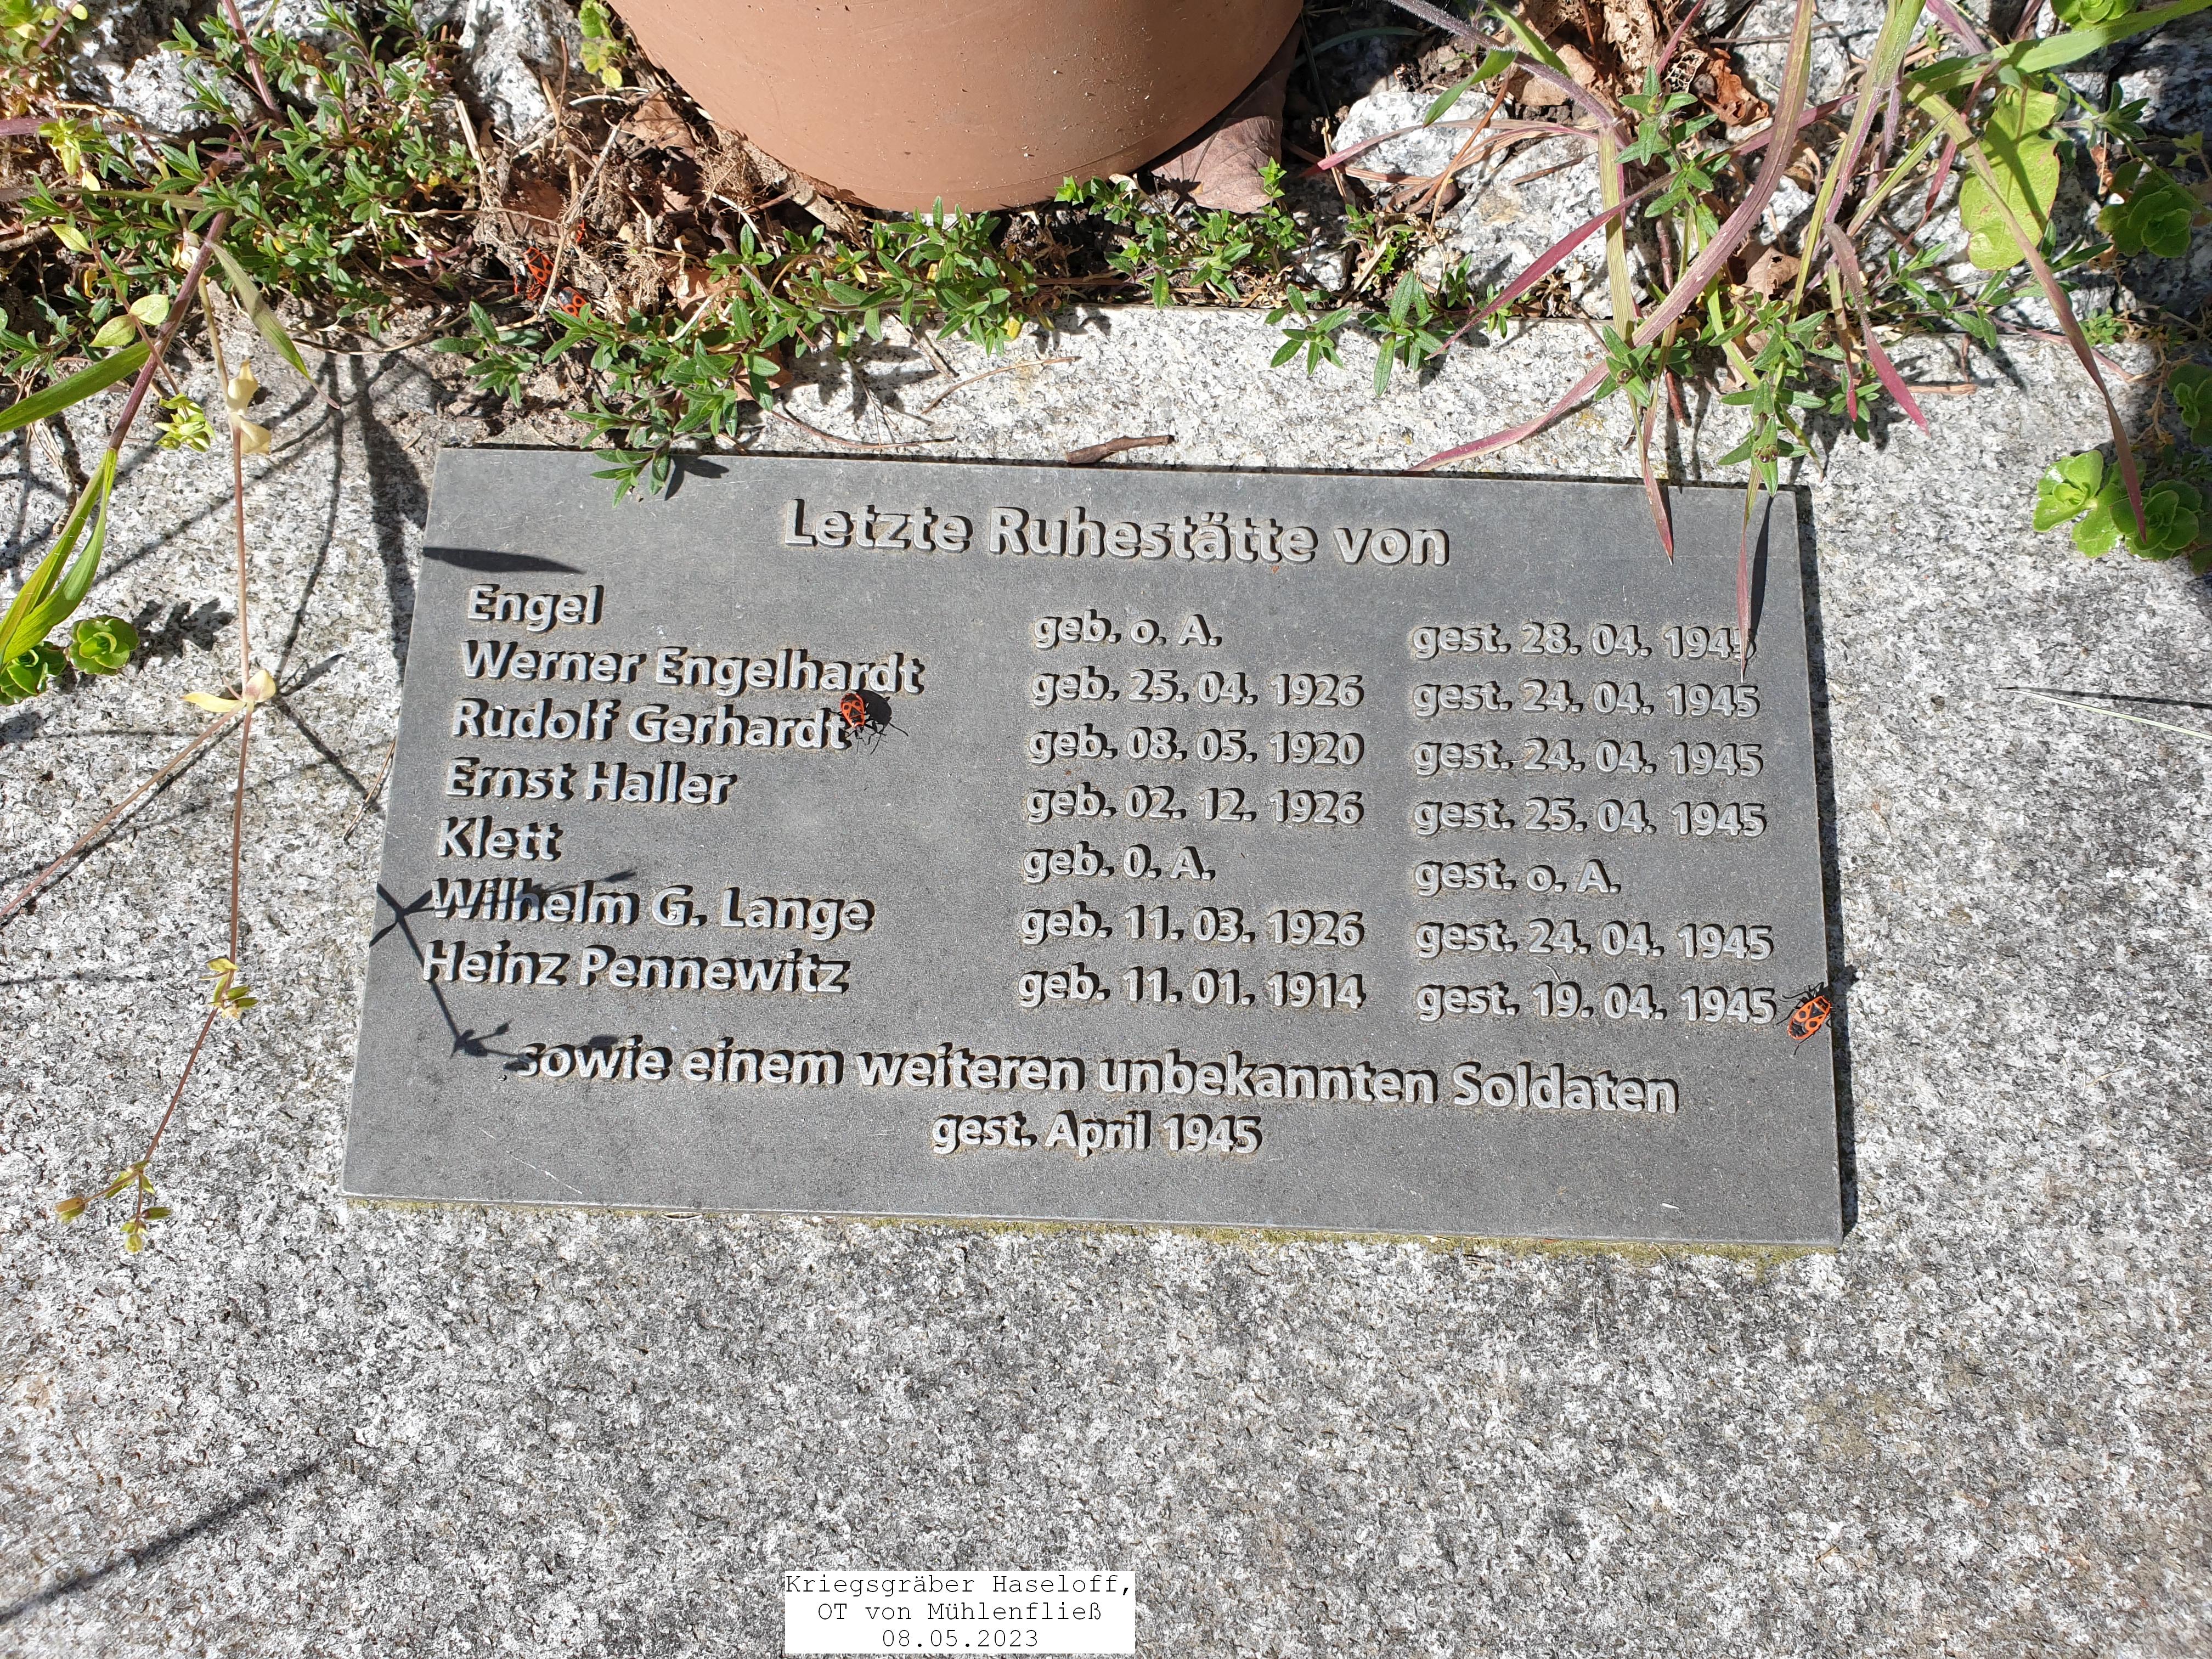 Letzte Ruhestätte von
Engel geb. o. A. gest. 28. 04. 1945
Werner Engelhardt geb. 25. 04. 1926 gest. 24. 04. 1945
Rudolf Gerhardt geb. 08. 05. 1920 gest. 24. 04. 1945
Ernst Haller geb. 02. 12. 1926 gest. 25. 04. 1945
Klett geb. 0. A. gest. o. A.
Wilhelm G. Lange geb. 11. 03. 1926 gest. 24. 04. 1945
Heinz Pennewitz geb. 11. 01. 1914 gest. 19. 04. 1945
sowie einem weiteren unbekannten Soldaten
gest. April 1945
Kriegsgräber Haseloff,
OT von Mühlenfließ
08.05.2023